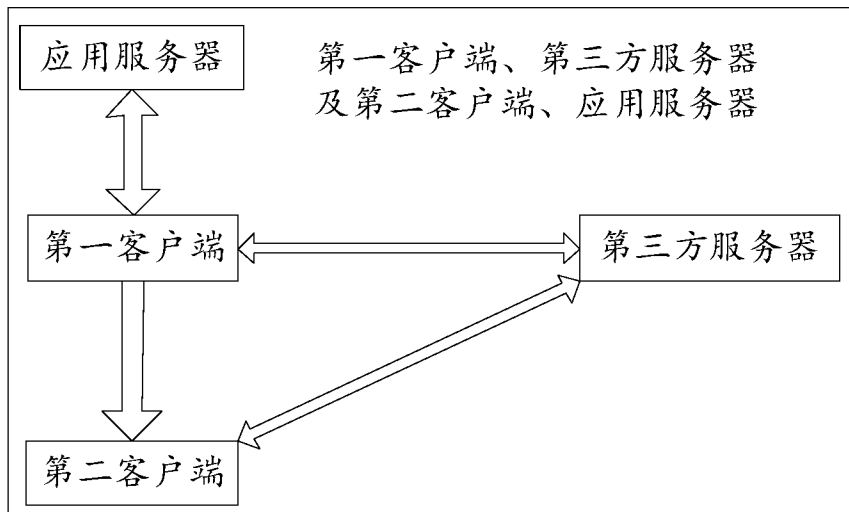 应用服务器
第一客户端、第三方服务器
及第二客户端、应用服务器
第一客户端
第三方服务器
第二客户端